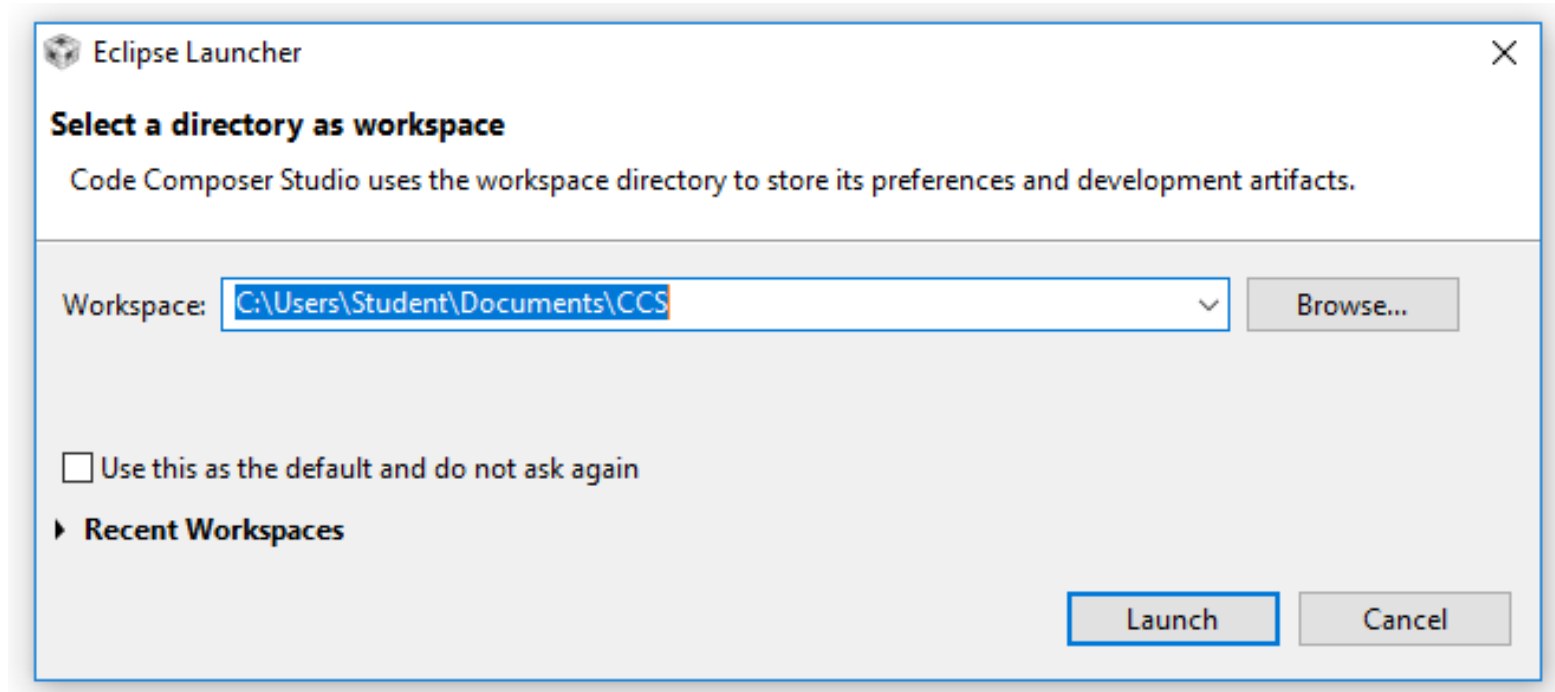 Eclipse Launcher
Select a directory as workspace
Code Composer Studio uses the workspace directory to store its preferences and development artifacts.
Workspace: C:\Users\Student\Documents\CCS Browse...
Use this as the default and do not ask again
Recent Workspaces
Launch Cancel